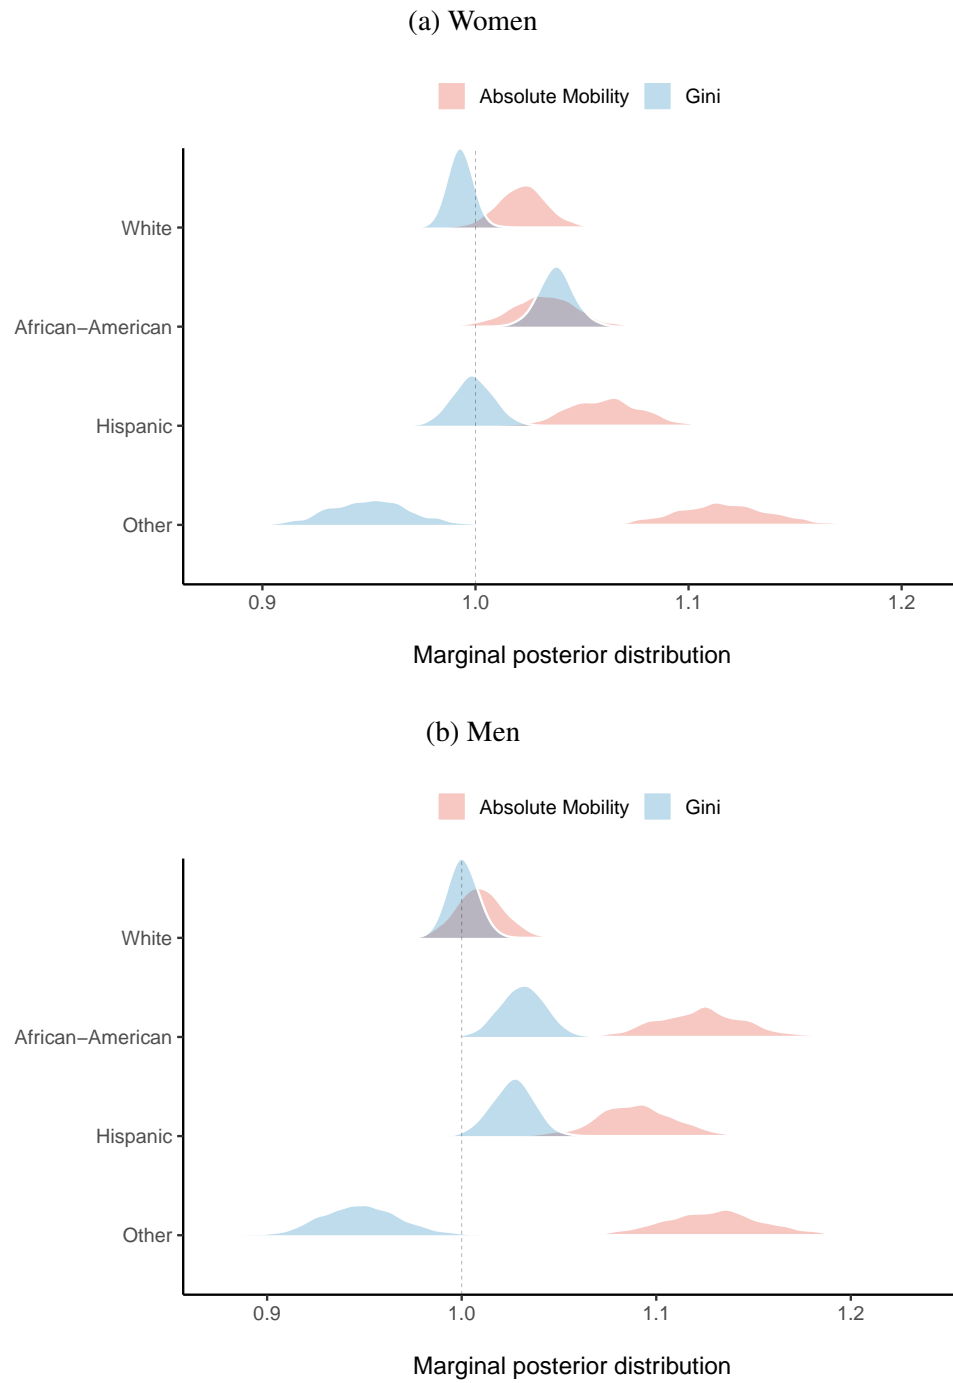 (a) Women
Absolute Mobility Gini
White
African−American
Hispanic
Other
0.9 1.0 1.1 1.2
Marginal posterior distribution
(b) Men
Absolute Mobility Gini
White
African−American
Hispanic
Other
0.9 1.0 1.1 1.2
Marginal posterior distribution